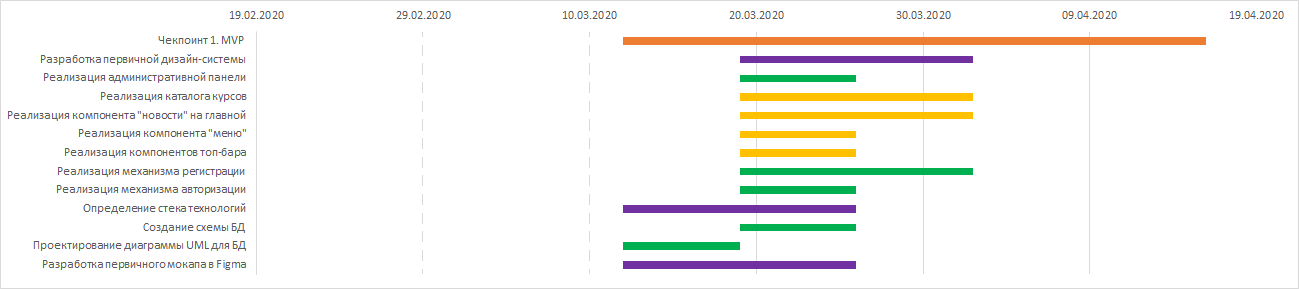 19.02.2020 29.02.2020 10.03.2020 20.03.2020 30.03.2020 09.04.2020 19.04.2020
Чекпоинт 1. MVP
Разработка первичной дизайн-системы
Реализация административной панели
Реализация каталога курсов
Реализация компонента "новости" на главной
Реализация компонента "меню"
Реализация компонентов топ-бара
Реализация механизма регистрации
Реализация механизма авторизации
Определение стека технологий
Создание схемы БД
Проектирование диаграммы UML для БД
Разработка первичного мокапа в Figma